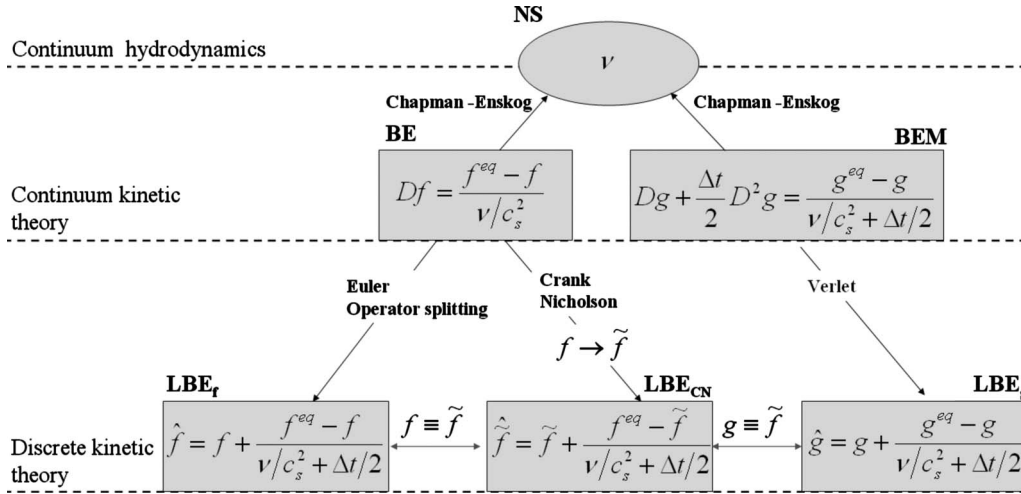 NS
Continuum hydrodynamics
ν
Chapman -Enskog
Chapman -Enskog
BE
BEM
Continuum kinetic
theory
Df = (f^{eq} - f) / (ν/c_s^2)
Dg + (Δt/2) D^2 g = (g^{eq} - g) / (ν/c_s^2 + Δt/2)
Euler
Operator splitting
Crank
Nicholson
Verlet
f → f̃
LBE_f
LBE_CN
LBE
Discrete kinetic
theory
f̂ = f + (f^{eq} - f) / (ν/c_s^2 + Δt/2)
f ≡ f̃
f̃̂ = f̃ + (f^{eq} - f̃) / (ν/c_s^2 + Δt/2)
g ≡ f̃
ĝ = g + (g^{eq} - g) / (ν/c_s^2 + Δt/2)